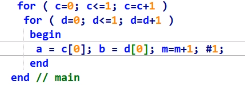 for ( c=0; c<=1; c=c+1 )
for ( d=0; d<=1; d=d+1 )
begin
a = c[0]; b = d[0]; m=m+1; #1;
end
end // main